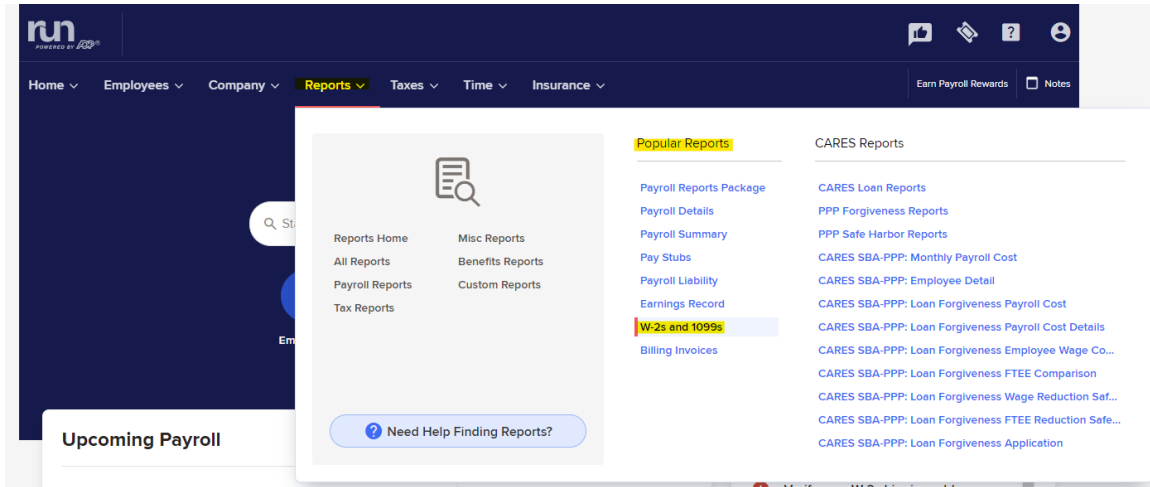 run
POWERED BY ADP®
Home Employees Company Reports Taxes Time Insurance Earn Payroll Rewards Notes
Popular Reports
CARES Reports
Reports Home
All Reports
Payroll Reports
Tax Reports
Misc Reports
Benefits Reports
Custom Reports
Need Help Finding Reports?
Payroll Reports Package
Payroll Details
Payroll Summary
Pay Stubs
Payroll Liability
Earnings Record
W-2s and 1099s
Billing Invoices
CARES Loan Reports
PPP Forgiveness Reports
PPP Safe Harbor Reports
CARES SBA-PPP: Monthly Payroll Cost
CARES SBA-PPP: Employee Detail
CARES SBA-PPP: Loan Forgiveness Payroll Cost
CARES SBA-PPP: Loan Forgiveness Payroll Cost Details
CARES SBA-PPP: Loan Forgiveness Employee Wage Co...
CARES SBA-PPP: Loan Forgiveness FTEE Comparison
CARES SBA-PPP: Loan Forgiveness Wage Reduction Saf...
CARES SBA-PPP: Loan Forgiveness FTEE Reduction Safe...
CARES SBA-PPP: Loan Forgiveness Application
St
Em
Upcoming Payroll